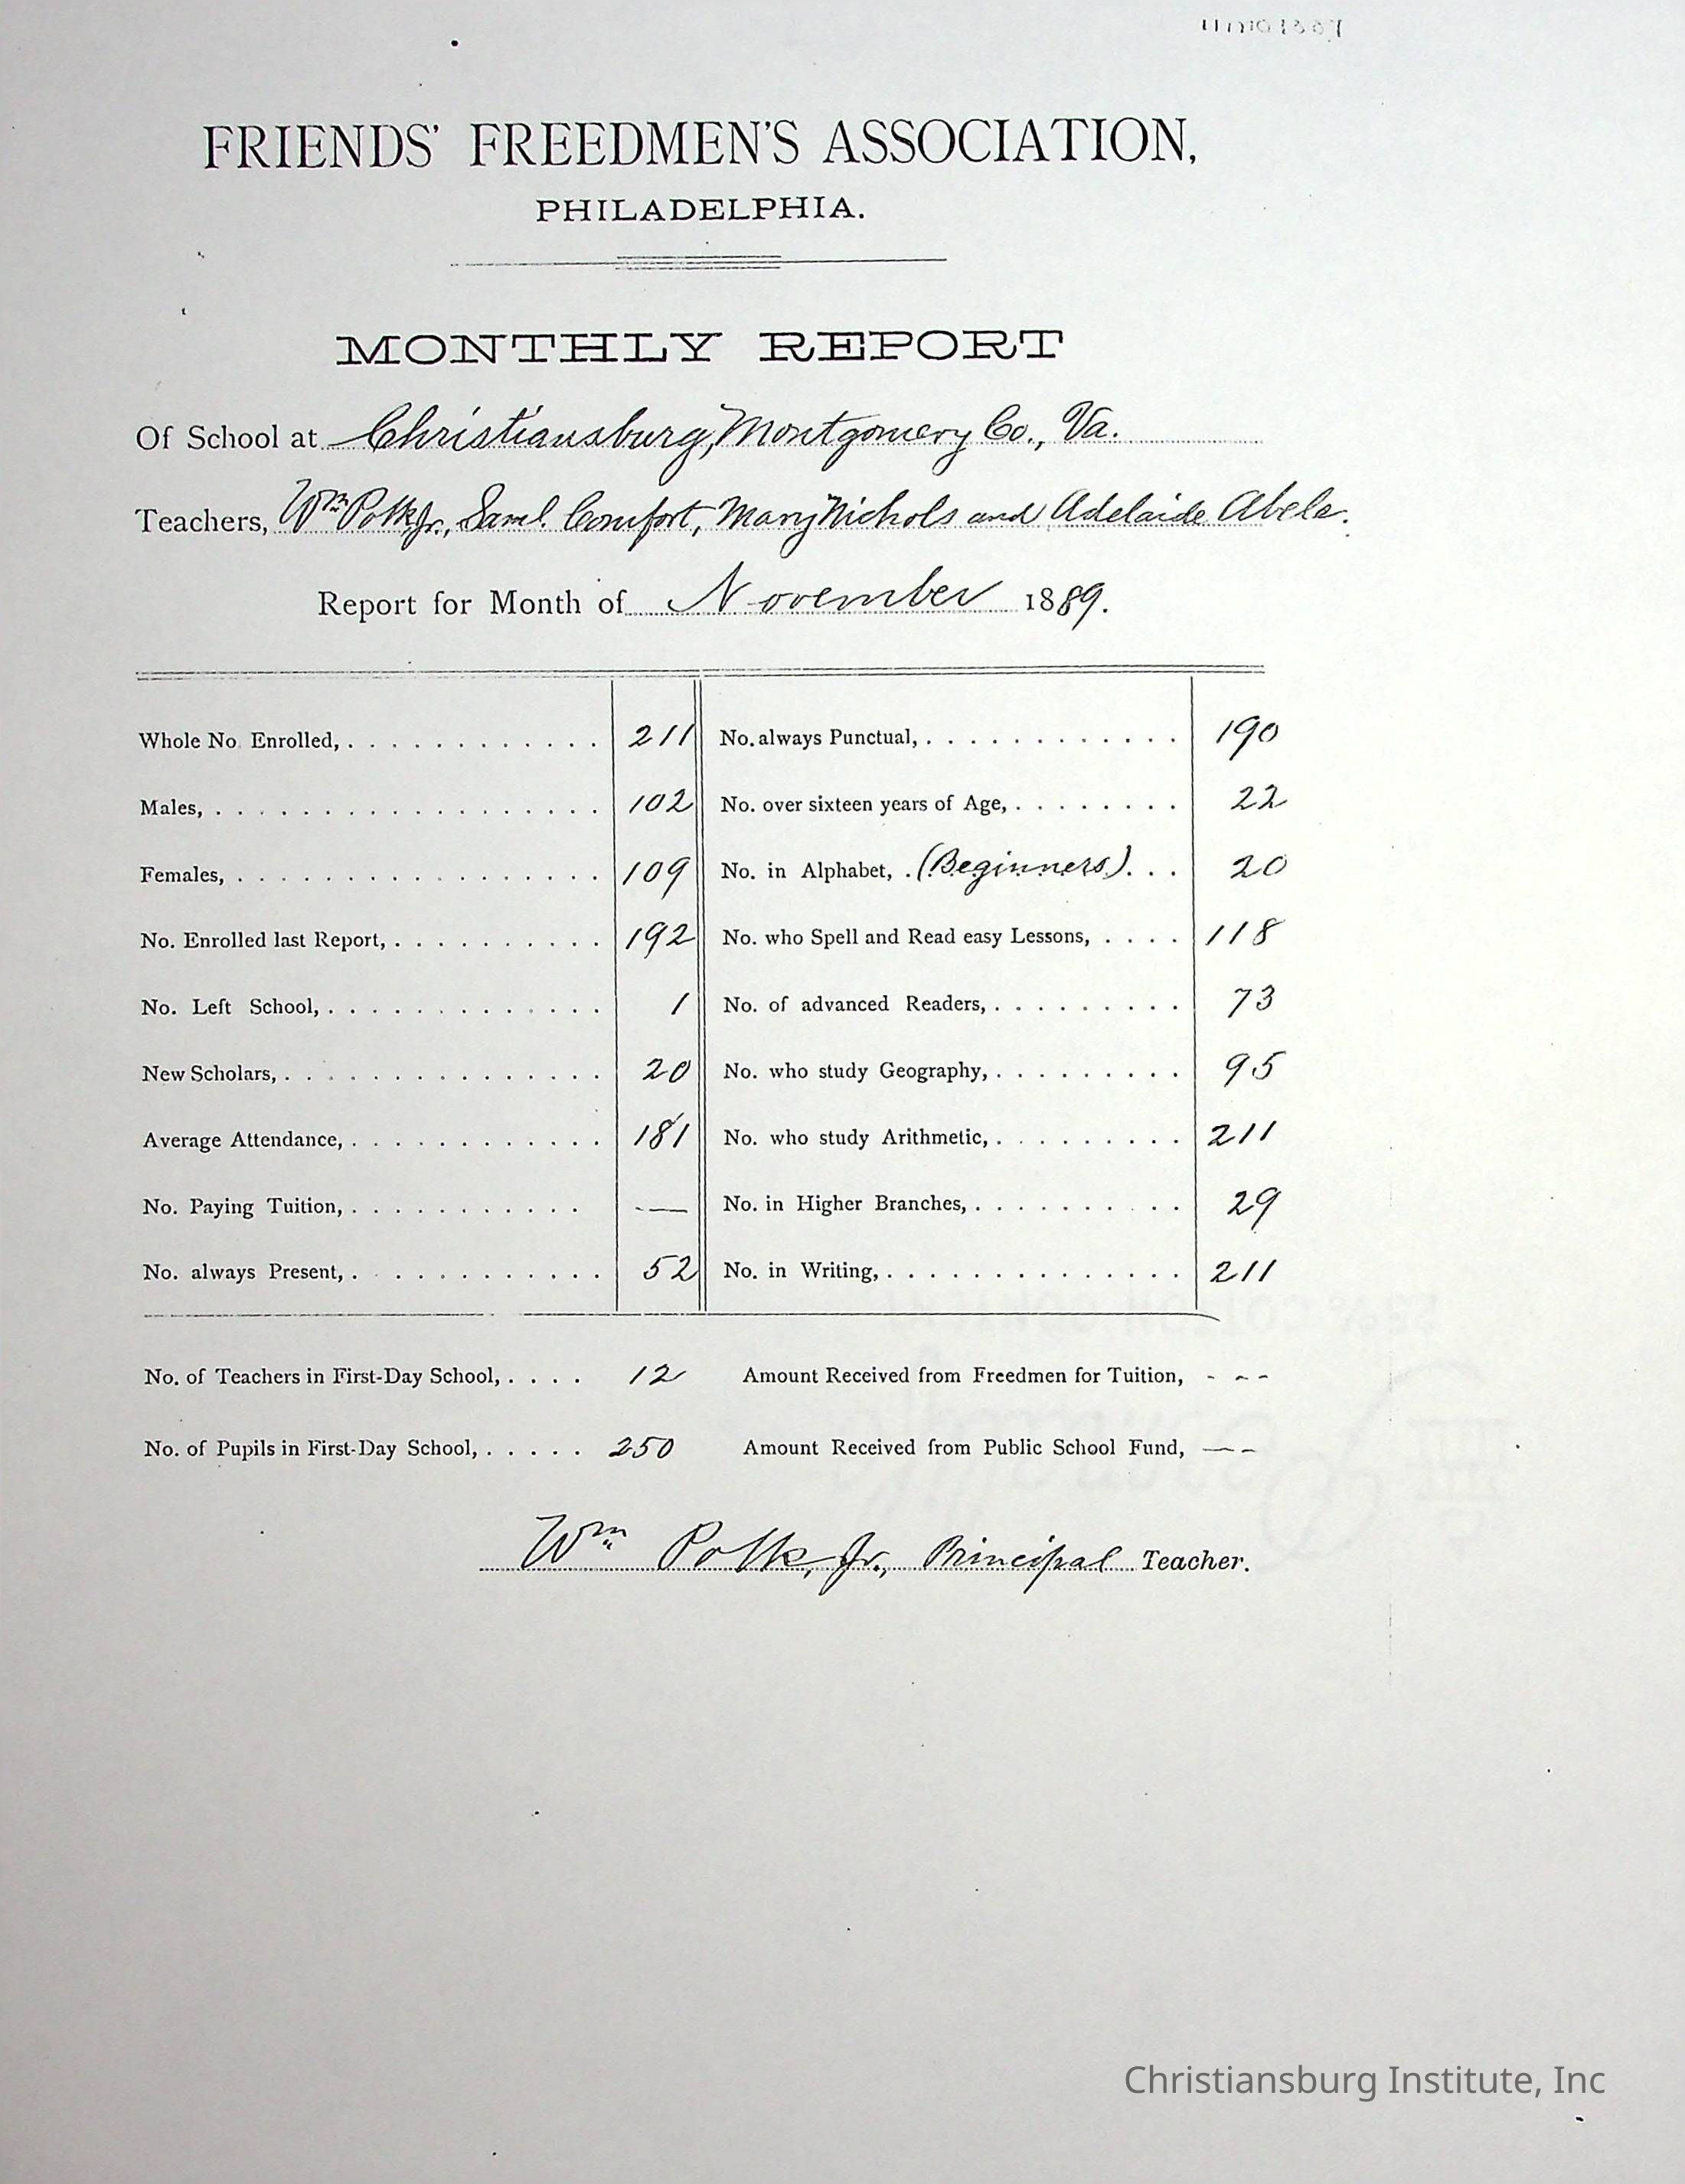 FRIENDS' FREEDMEN'S ASSOCIATION,
PHILADELPHIA.
MONTHLY REPORT
Of School at Christiansburg, Montgomery Co., Va.
Teachers, Wm Polk Jr., Saml. Comfort, Mary Nichols and Adelaide Abele.
Report for Month of November 1889.
Whole No. Enrolled, 211 No. always Punctual, 190
Males, 102 No. over sixteen years of Age, 22
Females, 109 No. in Alphabet, (Beginners) 20
No. Enrolled last Report, 192 No. who Spell and Read easy Lessons, 118
No. Left School, 1 No. of advanced Readers, 73
New Scholars, 20 No. who study Geography, 95
Average Attendance, 181 No. who study Arithmetic, 211
No. Paying Tuition, — No. in Higher Branches, 29
No. always Present, 52 No. in Writing, 211
No. of Teachers in First-Day School, 12 Amount Received from Freedmen for Tuition, - - -
No. of Pupils in First-Day School, 250 Amount Received from Public School Fund, — -
Wm Polk, Jr., Principal Teacher.
Christiansburg Institute, Inc